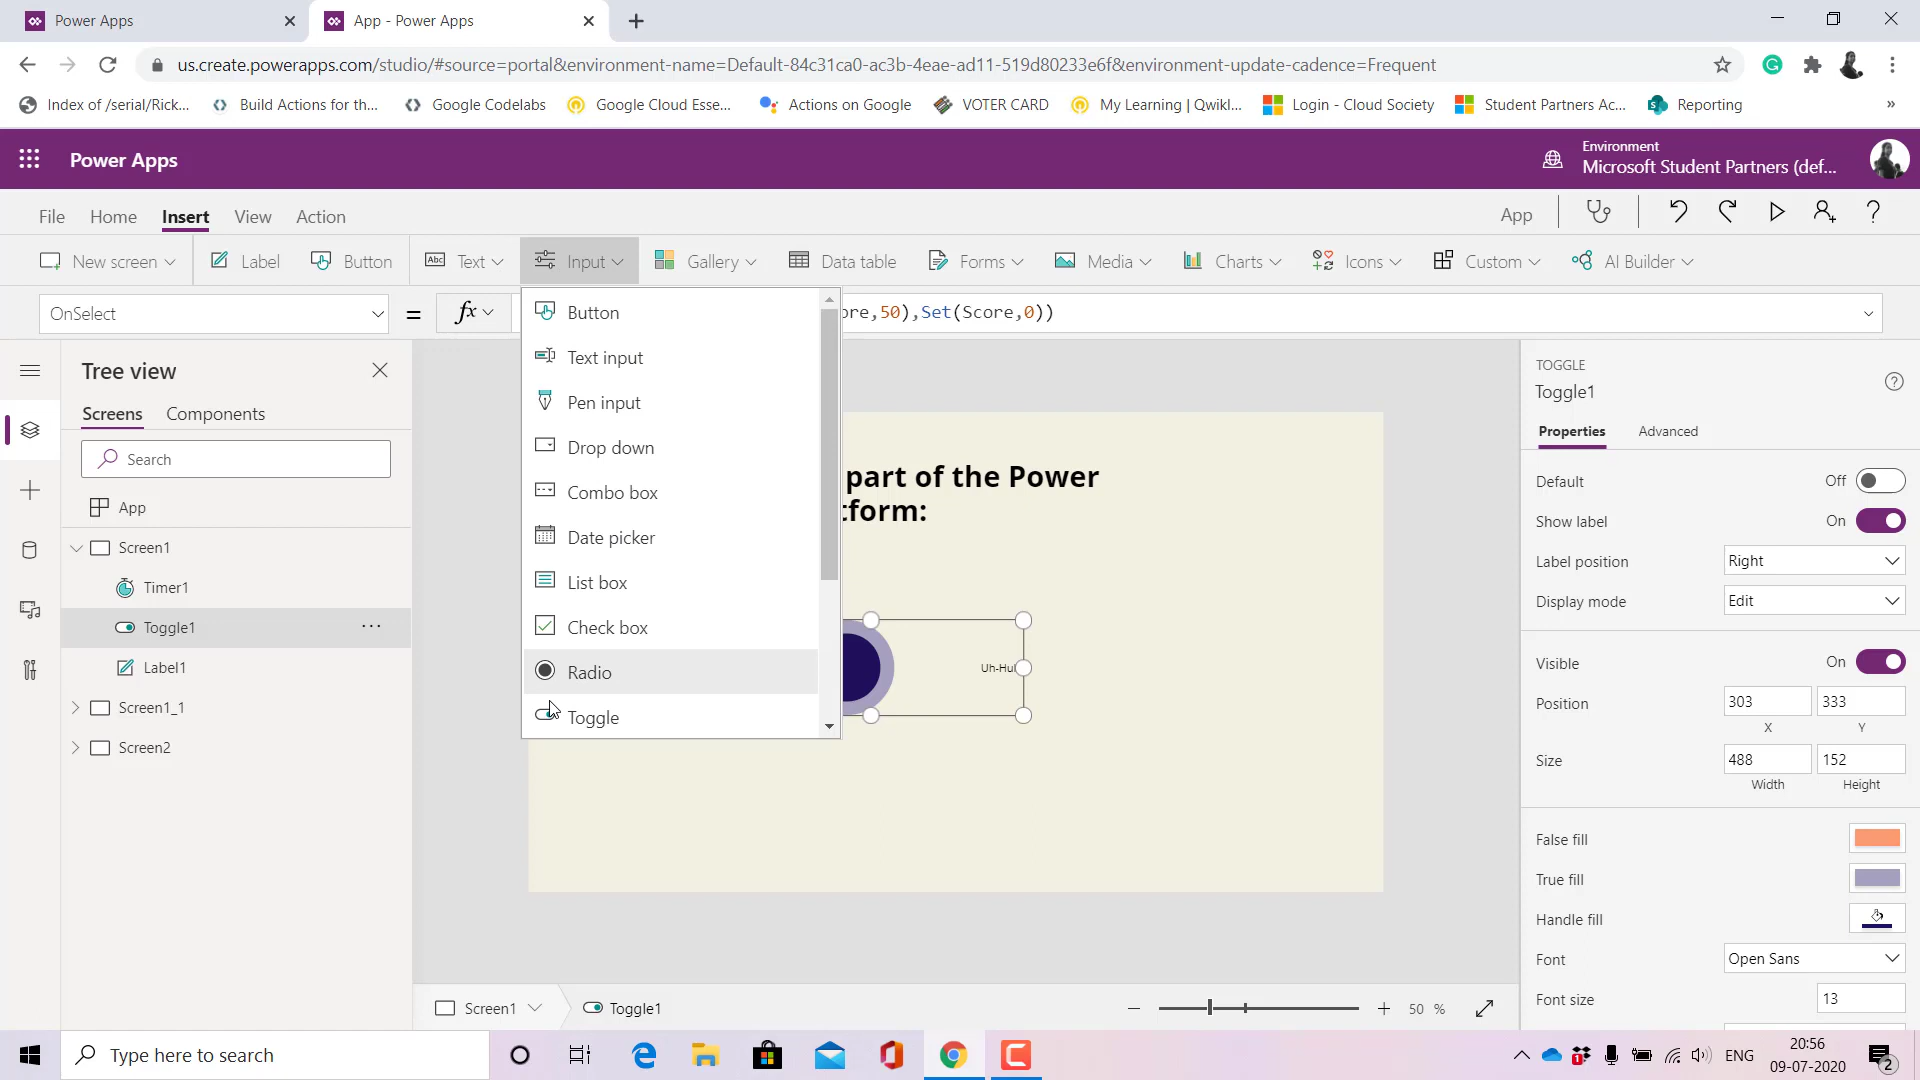 Power Apps
App - Power Apps
us.create.powerapps.com/studio/#source=portal&environment-name=Default-84c31ca0-ac3b-4eae-ad11-519d80233e6f&environment-update-cadence=Frequent
Index of /serial/Rick...
Build Actions for th...
Google Codelabs
Google Cloud Esse...
Actions on Google
VOTER CARD
My Learning | Qwikl...
Login - Cloud Society
Student Partners Ac...
Reporting
»
Power Apps
Environment
Microsoft Student Partners (def...
File
Home
Insert
View
Action
App
New screen
Label
Button
Text
Input
Gallery
Data table
Forms
Media
Charts
Icons
Custom
AI Builder
OnSelect
=
fx
ore,50),Set(Score,0))
Button
Text input
Pen input
Drop down
Combo box
Date picker
List box
Check box
Radio
Toggle
Tree view
Screens
Components
Search
App
Screen1
Timer1
Toggle1
...
Label1
Screen1_1
Screen2
part of the Power
tform:
Uh-Hu
TOGGLE
Toggle1
Properties
Advanced
Default
Off
Show label
On
Label position
Right
Display mode
Edit
Visible
On
Position
303
333
X
Y
Size
488
152
Width
Height
False fill
True fill
Handle fill
Font
Open Sans
Font size
13
Screen1
Toggle1
50 %
Type here to search
1
ENG
20:56
09-07-2020
2